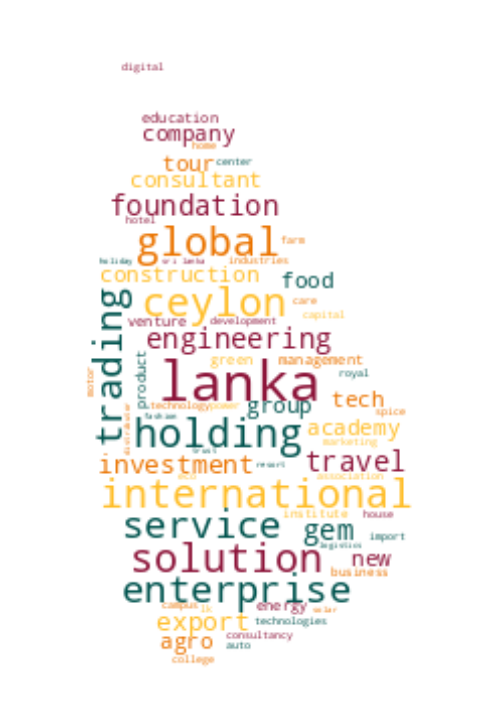 digital
education
company
home
tour center
consultant
foundation
hotel
global farm
holiday sri lanka industries
construction food
ceylon care
trading
capital
venture development
engineering
green management
product
royal
motor
lanka tech
technology power group spice
fashion
distributor
holding academy
marketing
trust
investment resort travel
eco association
international
institute house
service gem import
logistics
solution new
business
enterprise
campus lk energy solar
export technologies
consultancy
agro auto
college